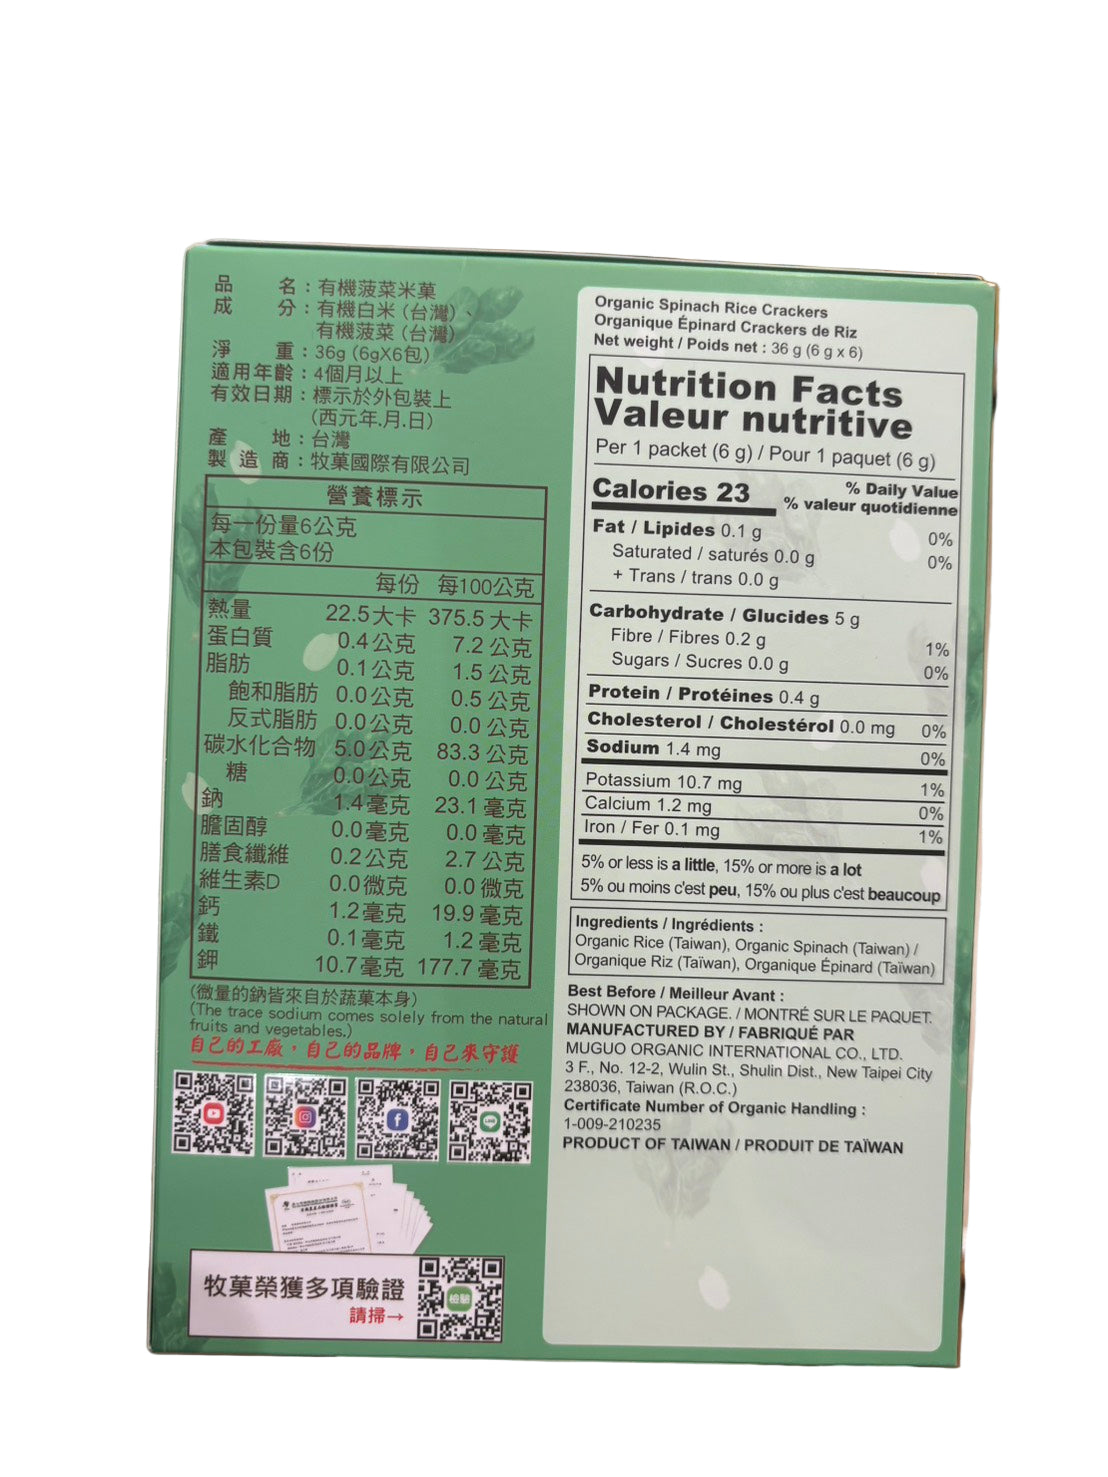 品 名：有機菠菜米菓
成 分：有機白米（台灣）、
有機菠菜（台灣）
淨 重：36g (6gX6包)
適用年齡：4個月以上
有效日期：標示於外包裝上
(西元年.月.日)
產 地：台灣
製 造 商：牧菓國際有限公司
營養標示
每一份量6公克
本包裝含6份
每份 每100公克
熱量 22.5大卡 375.5大卡
蛋白質 0.4公克 7.2公克
脂肪 0.1公克 1.5公克
飽和脂肪 0.0公克 0.5公克
反式脂肪 0.0公克 0.0公克
碳水化合物 5.0公克 83.3公克
糖 0.0公克 0.0公克
鈉 1.4毫克 23.1毫克
膽固醇 0.0毫克 0.0毫克
膳食纖維 0.2公克 2.7公克
維生素D 0.0微克 0.0微克
鈣 1.2毫克 19.9毫克
鐵 0.1毫克 1.2毫克
鉀 10.7毫克 177.7毫克
(微量的鈉皆來自於蔬菓本身)
(The trace sodium comes solely from the natural
fruits and vegetables.)
自己的工廠，自己的品牌，自己來守護
牧菓榮獲多項驗證
請掃→
檢驗
Organic Spinach Rice Crackers
Organique Épinard Crackers de Riz
Net weight / Poids net : 36 g (6 g x 6)
Nutrition Facts
Valeur nutritive
Per 1 packet (6 g) / Pour 1 paquet (6 g)
Calories 23
% Daily Value
% valeur quotidienne
Fat / Lipides 0.1 g 0%
Saturated / saturés 0.0 g 0%
+ Trans / trans 0.0 g
Carbohydrate / Glucides 5 g
Fibre / Fibres 0.2 g 1%
Sugars / Sucres 0.0 g 0%
Protein / Protéines 0.4 g
Cholesterol / Cholestérol 0.0 mg 0%
Sodium 1.4 mg 0%
Potassium 10.7 mg 1%
Calcium 1.2 mg 0%
Iron / Fer 0.1 mg 1%
5% or less is a little, 15% or more is a lot
5% ou moins c'est peu, 15% ou plus c'est beaucoup
Ingredients / Ingrédients :
Organic Rice (Taiwan), Organic Spinach (Taiwan) /
Organique Riz (Taïwan), Organique Épinard (Taïwan)
Best Before / Meilleur Avant :
SHOWN ON PACKAGE. / MONTRÉ SUR LE PAQUET.
MANUFACTURED BY / FABRIQUÉ PAR
MUGUO ORGANIC INTERNATIONAL CO., LTD.
3 F., No. 12-2, Wulin St., Shulin Dist., New Taipei City
238036, Taiwan (R.O.C.)
Certificate Number of Organic Handling :
1-009-210235
PRODUCT OF TAIWAN / PRODUIT DE TAÏWAN